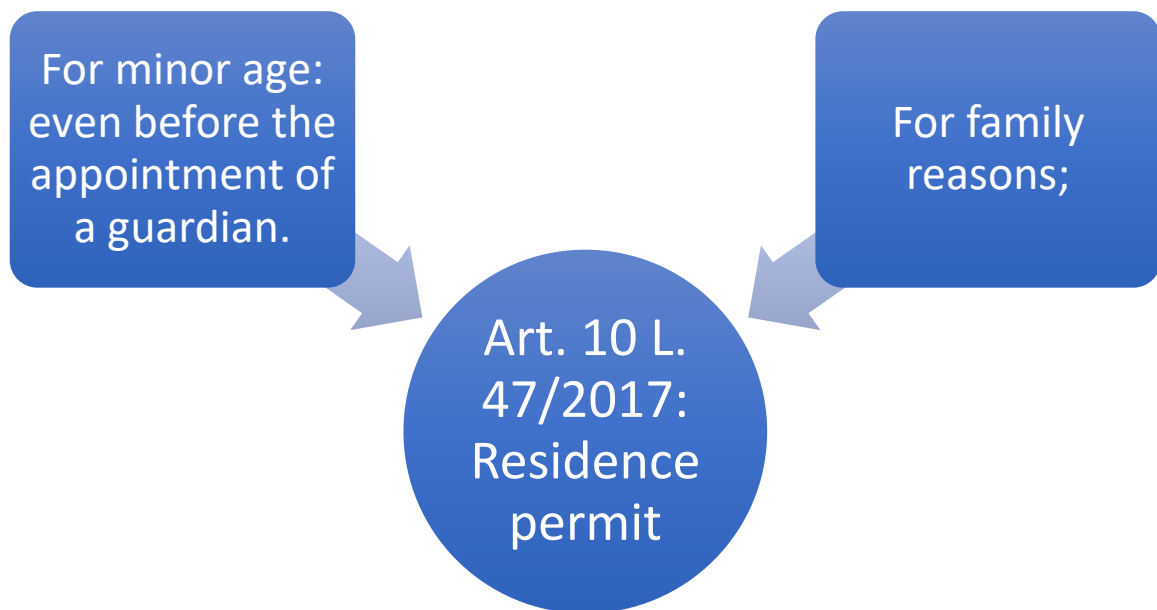 For minor age:
even before the
appointment of
a guardian.
For family
reasons;
Art. 10 L.
47/2017:
Residence
permit